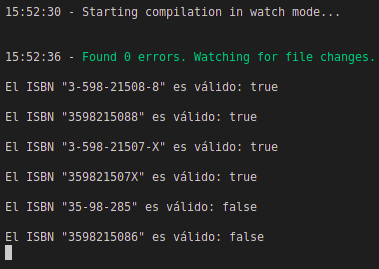 15:52:30 - Starting compilation in watch mode...
15:52:36 - Found 0 errors. Watching for file changes.
El ISBN "3-598-21508-8" es válido: true
El ISBN "3598215088" es válido: true
El ISBN "3-598-21507-X" es válido: true
El ISBN "359821507X" es válido: true
El ISBN "35-98-285" es válido: false
El ISBN "3598215086" es válido: false